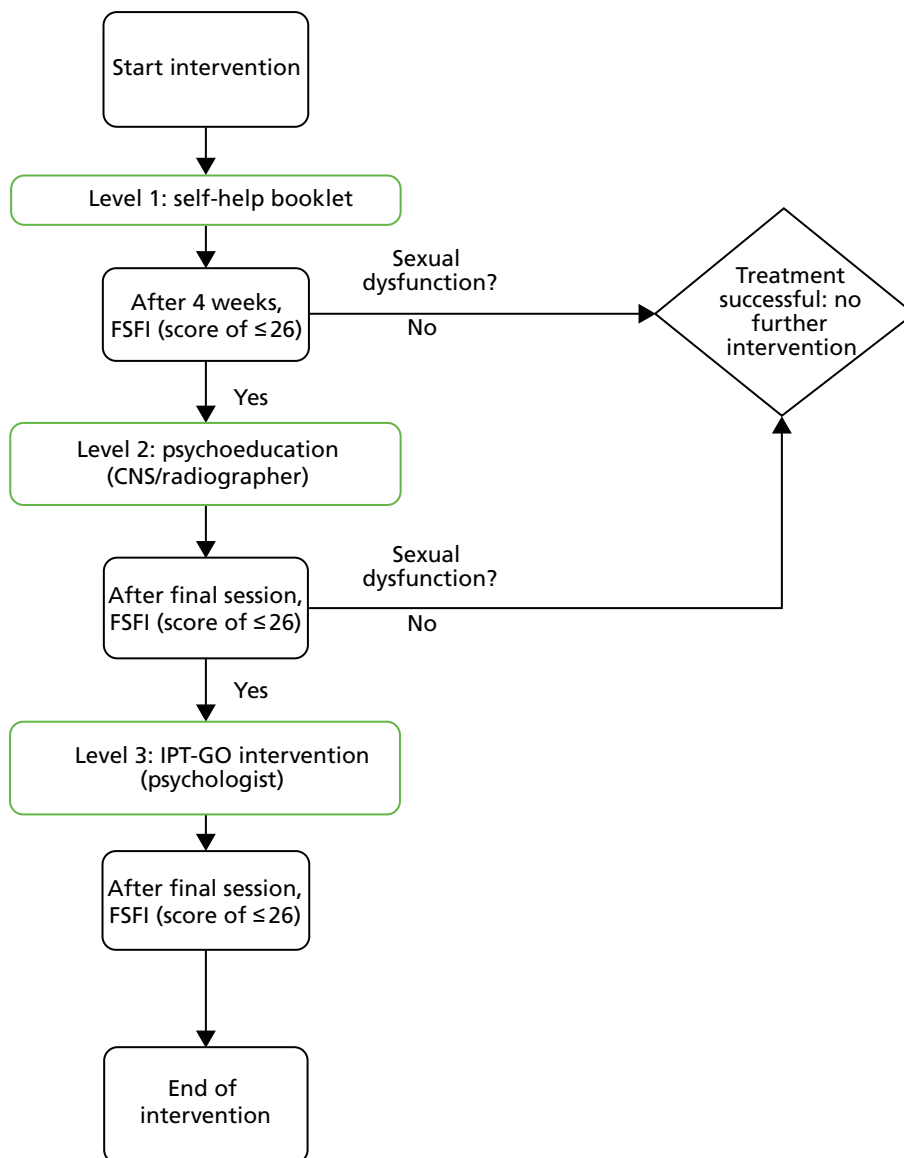 Start intervention
Level 1: self-help booklet
After 4 weeks,
FSFI (score of ≤26)
Sexual
dysfunction?
No
Treatment
successful: no
further
intervention
Yes
Level 2: psychoeducation
(CNS/radiographer)
After final session,
FSFI (score of ≤26)
Sexual
dysfunction?
No
Yes
Level 3: IPT-GO intervention
(psychologist)
After final session,
FSFI (score of ≤26)
End of
intervention